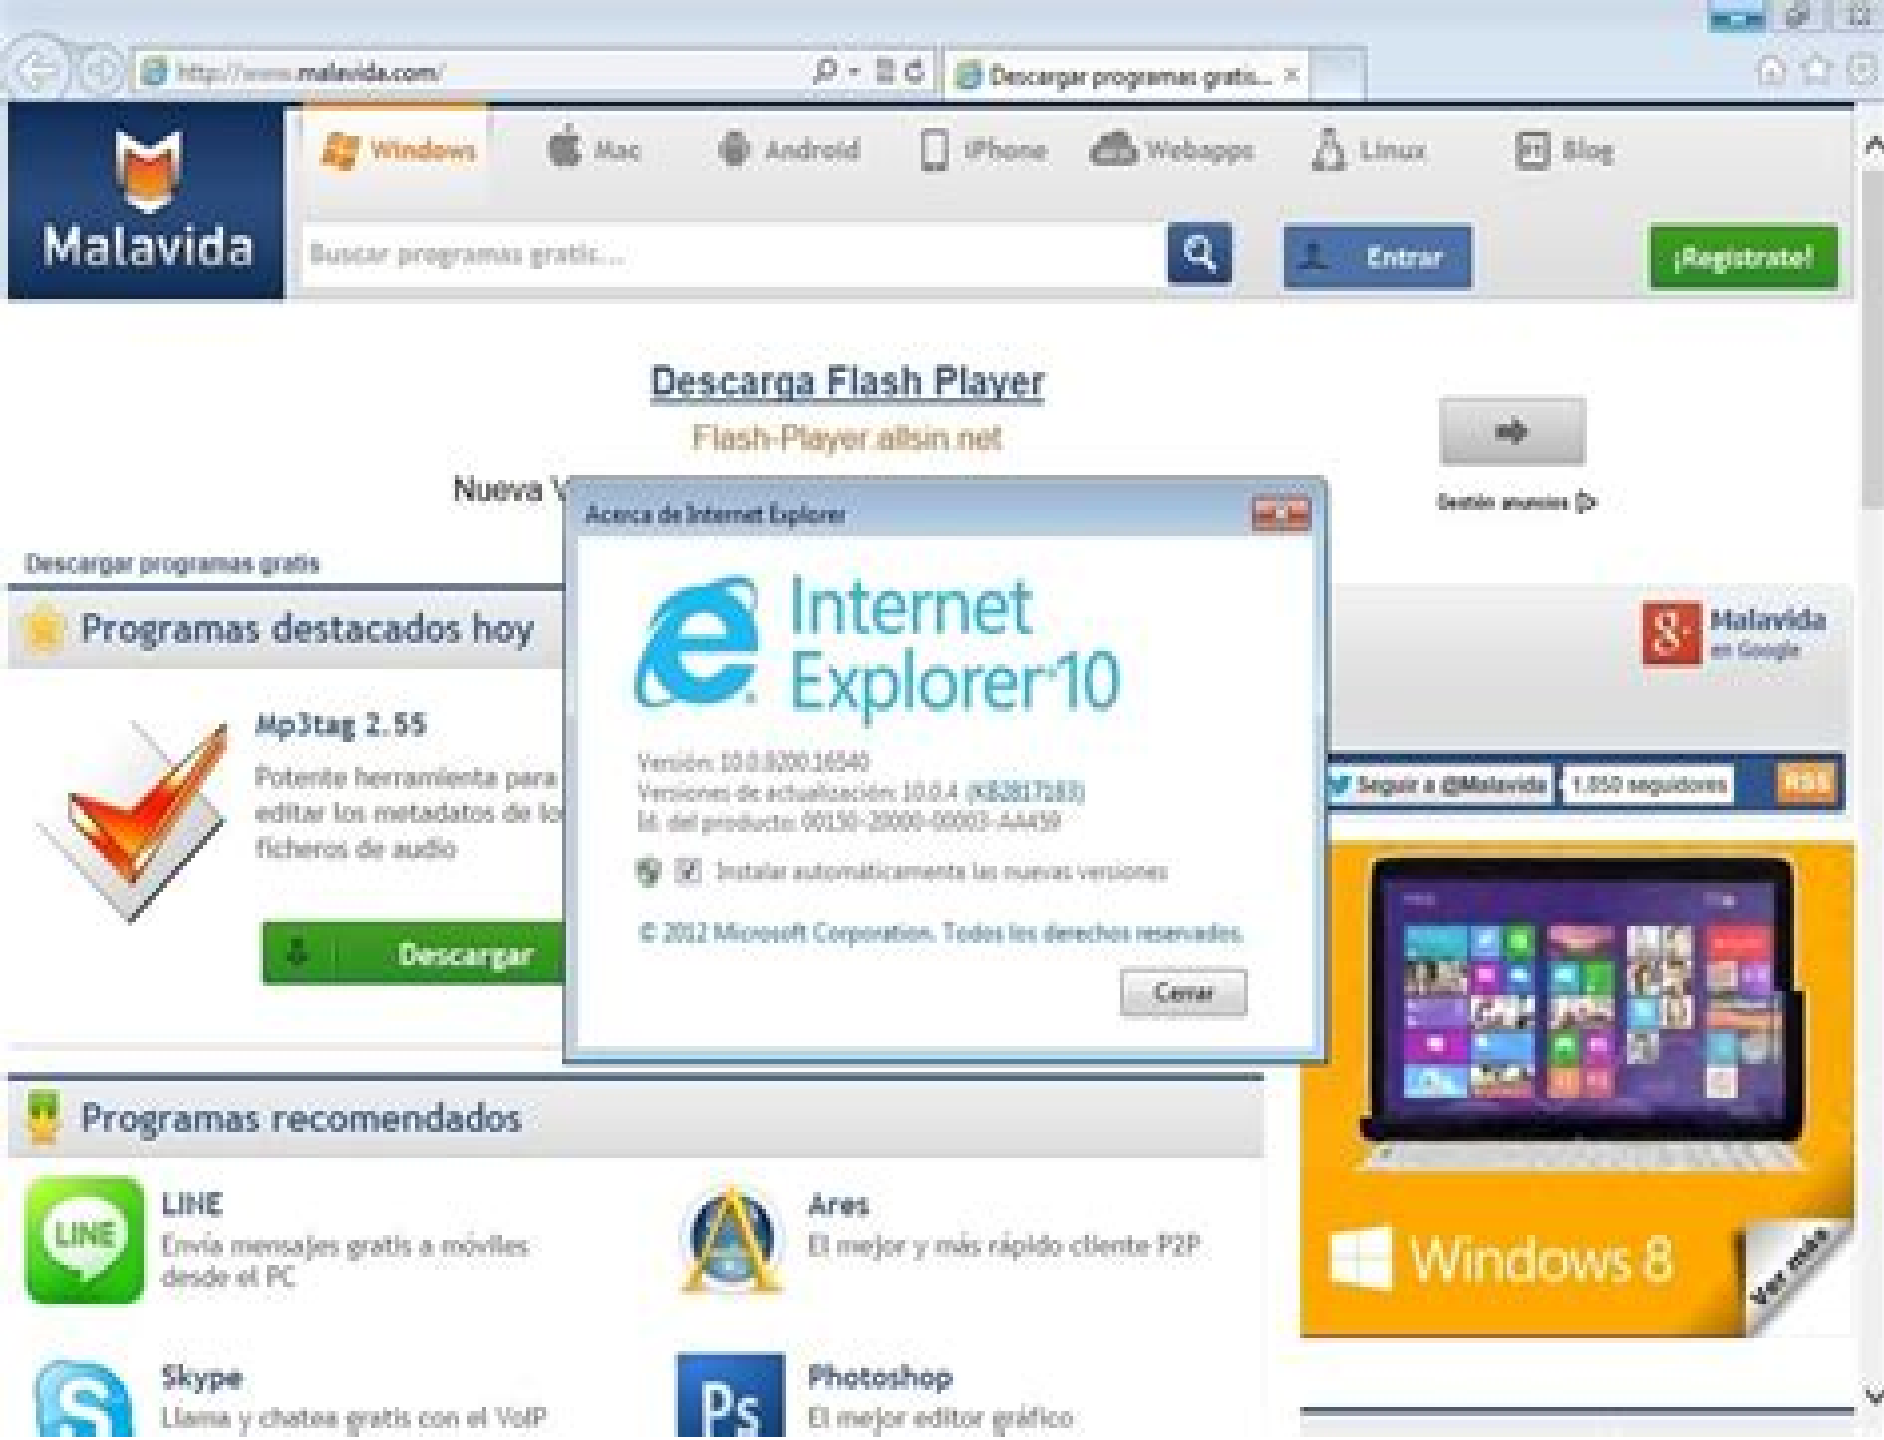 http://www.malavida.com/
Descargar programas gratis...
Malavida
Windows
Mac
Android
iPhone
Webapps
Linux
Blog
Buscar programas gratis...
Entrar
¡Regístrate!
Descarga Flash Player
Flash-Player.allsin.net
Nueva V
Gestión anuncios
Descargar programas gratis
Programas destacados hoy
Malavida
en Google
Mp3tag 2.55
Potente herramienta para
editar los metadatos de lo
ficheros de audio
Descargar
Acerca de Internet Explorer
Internet
Explorer 10
Versión: 10.0.9200.16540
Versiones de actualización: 10.0.4 (KB2817183)
Id. del producto: 00150-20000-00003-AA459
Instalar automáticamente las nuevas versiones
© 2012 Microsoft Corporation. Todos los derechos reservados.
Cerrar
Seguir a @Malavida
1.050 seguidores
RSS
Windows 8
Ver más
Programas recomendados
LINE
LINE
Envía mensajes gratis a móviles
desde el PC
Ares
El mejor y más rápido cliente P2P
Skype
Llama y chatea gratis con el VoIP
Ps
Photoshop
El mejor editor gráfico